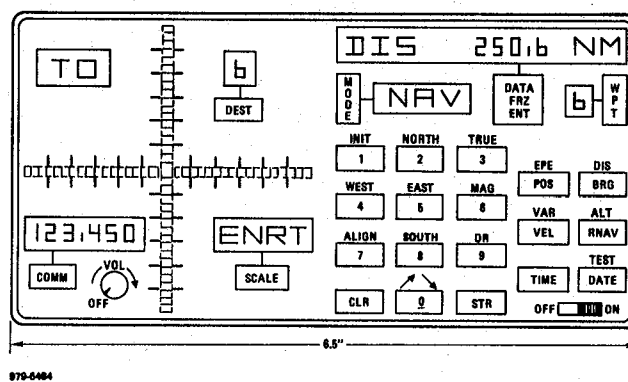 TO
6
DEST
DIS 250.6 NM
MODE
NAV
DATA
FRZ
ENT
6
WPT
INIT NORTH TRUE
1 2 3
EPE DIS
POS BRG
WEST EAST MAG
4 5 6
VAR ALT
VEL RNAV
123.450
ENRT
ALIGN SOUTH DR
7 8 9
COMM
VOL
OFF
SCALE
TEST
TIME DATE
CLR 0 STR
OFF ON
6.5"
979-6484